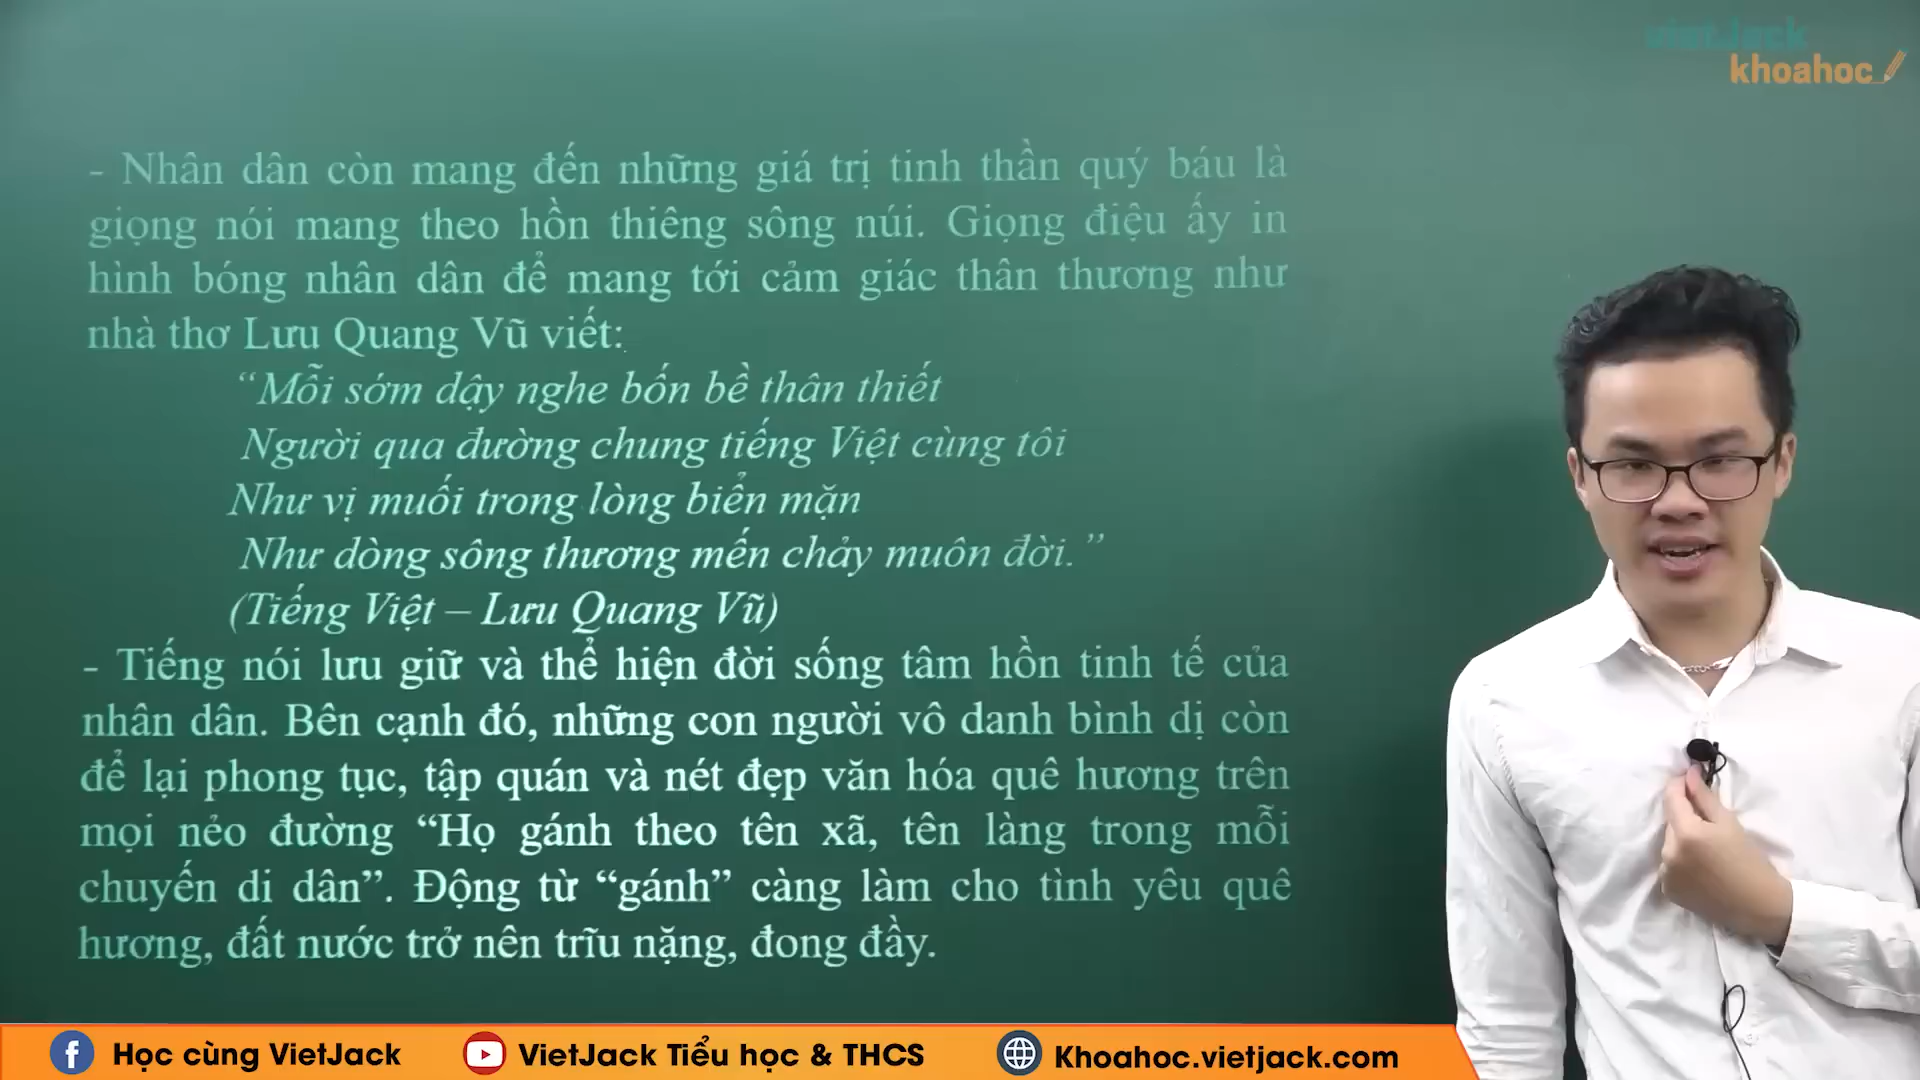 vietJack
khoahoc
- Nhân dân còn mang đến những giá trị tinh thần quý báu là
giọng nói mang theo hồn thiêng sông núi. Giọng điệu ấy in
hình bóng nhân dân để mang tới cảm giác thân thương như
nhà thơ Lưu Quang Vũ viết:
“Mỗi sớm dậy nghe bốn bề thân thiết
Người qua đường chung tiếng Việt cùng tôi
Như vị muối trong lòng biển mặn
Như dòng sông thương mến chảy muôn đời.”
(Tiếng Việt – Lưu Quang Vũ)
- Tiếng nói lưu giữ và thể hiện đời sống tâm hồn tinh tế của
nhân dân. Bên cạnh đó, những con người vô danh bình dị còn
để lại phong tục, tập quán và nét đẹp văn hóa quê hương trên
mọi nẻo đường “Họ gánh theo tên xã, tên làng trong mỗi
chuyến di dân”. Động từ “gánh” càng làm cho tình yêu quê
hương, đất nước trở nên trĩu nặng, đong đầy.
Học cùng VietJack
VietJack Tiểu học & THCS
Khoahoc.vietjack.com